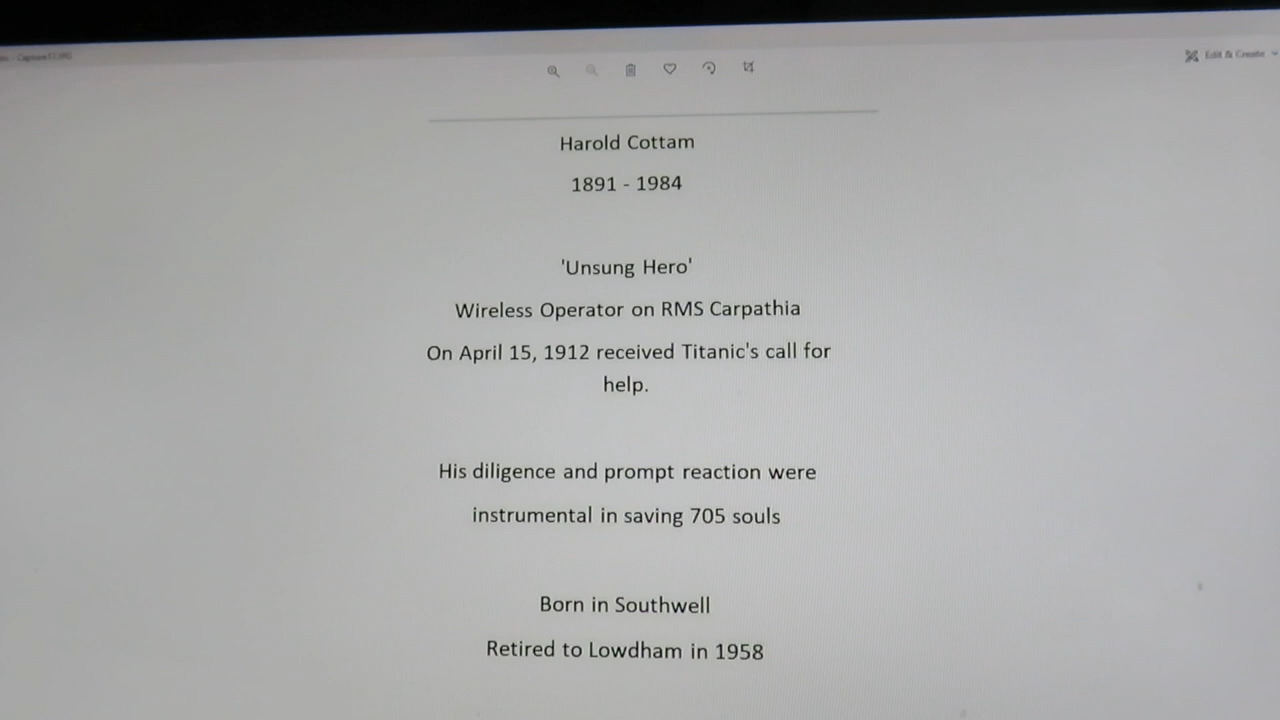 Edit & Create
Harold Cottam
1891 - 1984
'Unsung Hero'
Wireless Operator on RMS Carpathia
On April 15, 1912 received Titanic's call for
help.
His diligence and prompt reaction were
instrumental in saving 705 souls
Born in Southwell
Retired to Lowdham in 1958